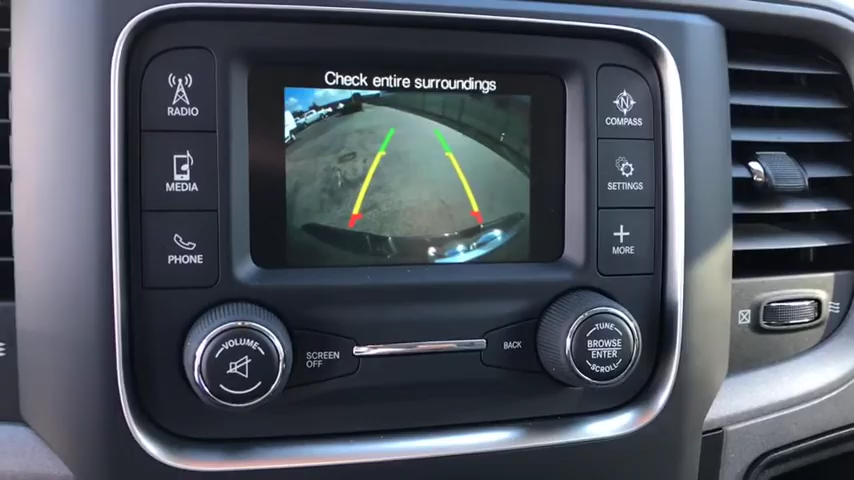 Check entire surroundings
RADIO
MEDIA
PHONE
N
COMPASS
SETTINGS
MORE
VOLUME
SCREEN
OFF
BACK
TUNE
BROWSE
ENTER
SCROLL